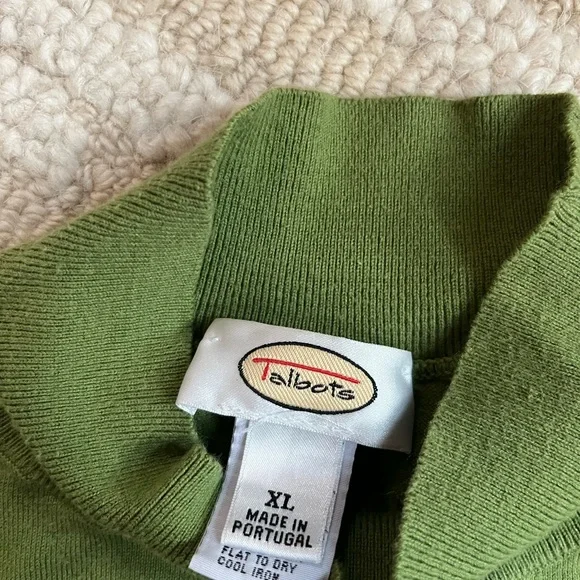 Talbots
XL
MADE IN
PORTUGAL
FLAT TO DRY
COOL IRON